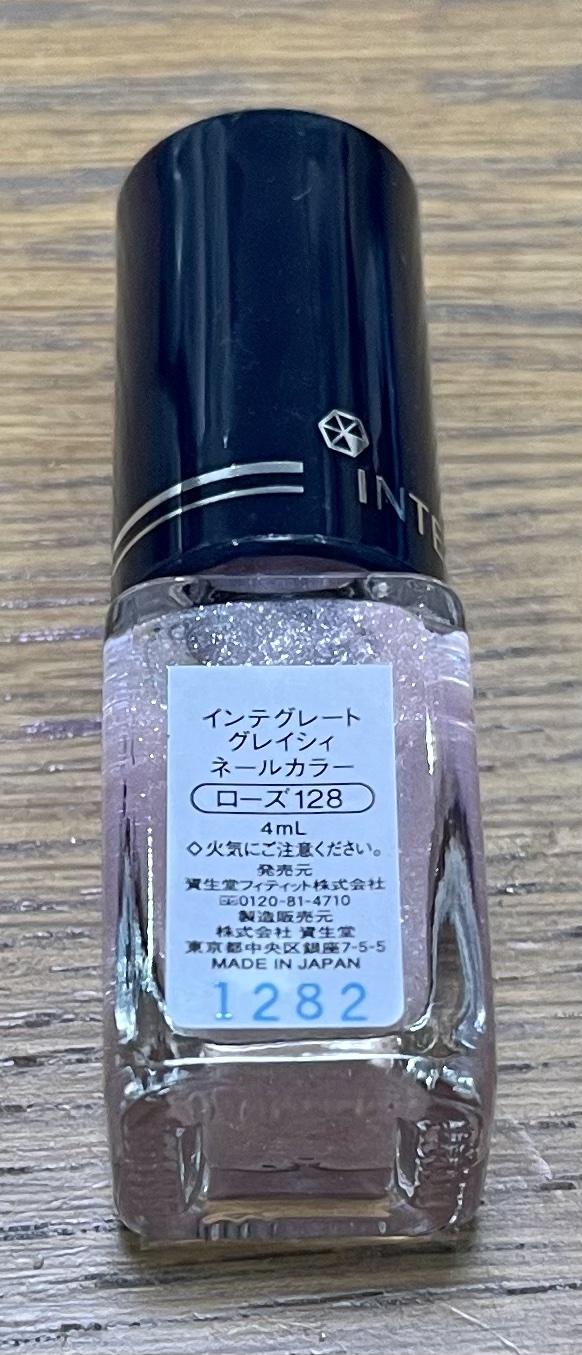 INTE
インテグレート
グレイシィ
ネールカラー
ローズ128
4mL
◇火気にご注意ください。
発売元
資生堂フィティット株式会社
0120-81-4710
製造販売元
株式会社 資生堂
東京都中央区銀座7-5-5
MADE IN JAPAN
1282